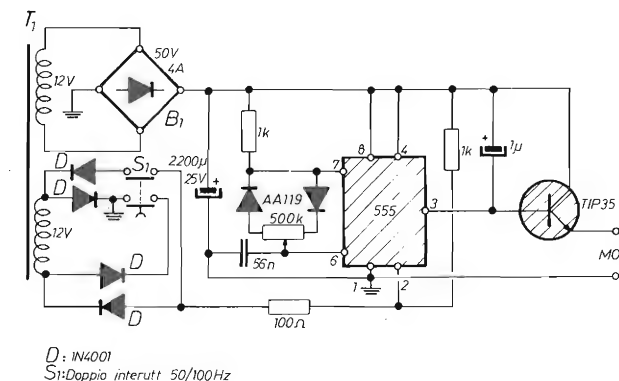 T1
12V
50V
4A
B1
D
S1
D
12V
D
D
2200µ
25V
+
1k
AA119
500k
56n
100Ω
7
8
4
555
3
6
1
2
1k
+
1µ
TIP35
MO
D: 1N4001
S1:Doppio interutt 50/100Hz